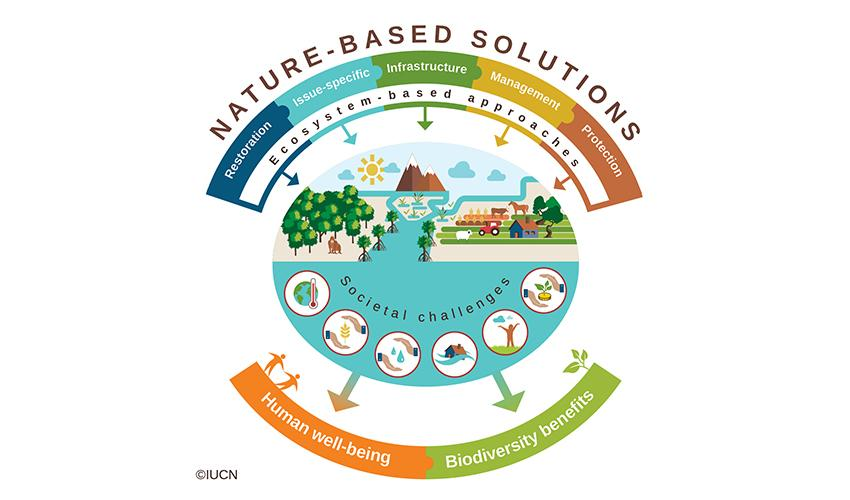 NATURE-BASED SOLUTIONS
Restoration
Issue-specific
Infrastructure
Management
Protection
Ecosystem-based approaches
Societal challenges
Human well-being
Biodiversity benefits
©IUCN